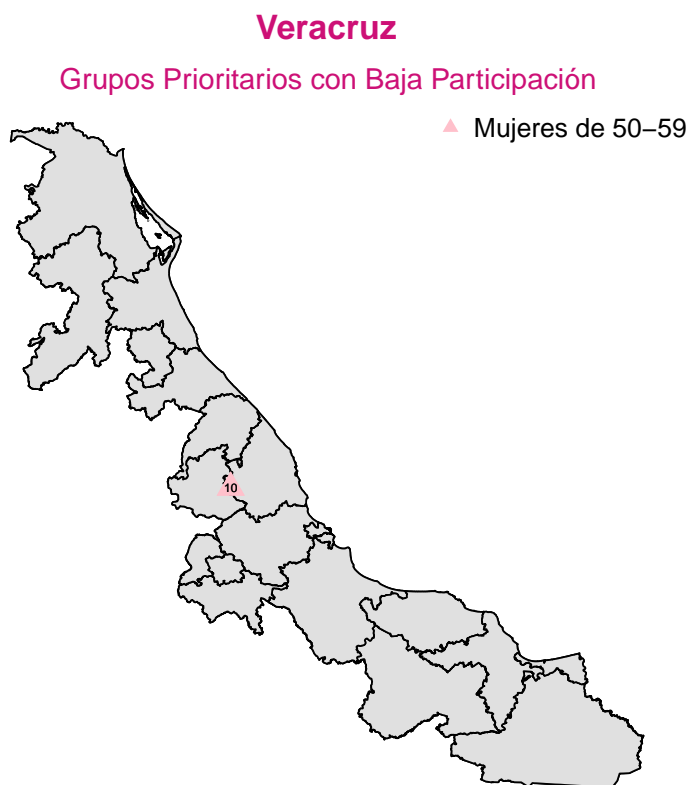 Veracruz
Grupos Prioritarios con Baja Participación
Mujeres de 50–59
10